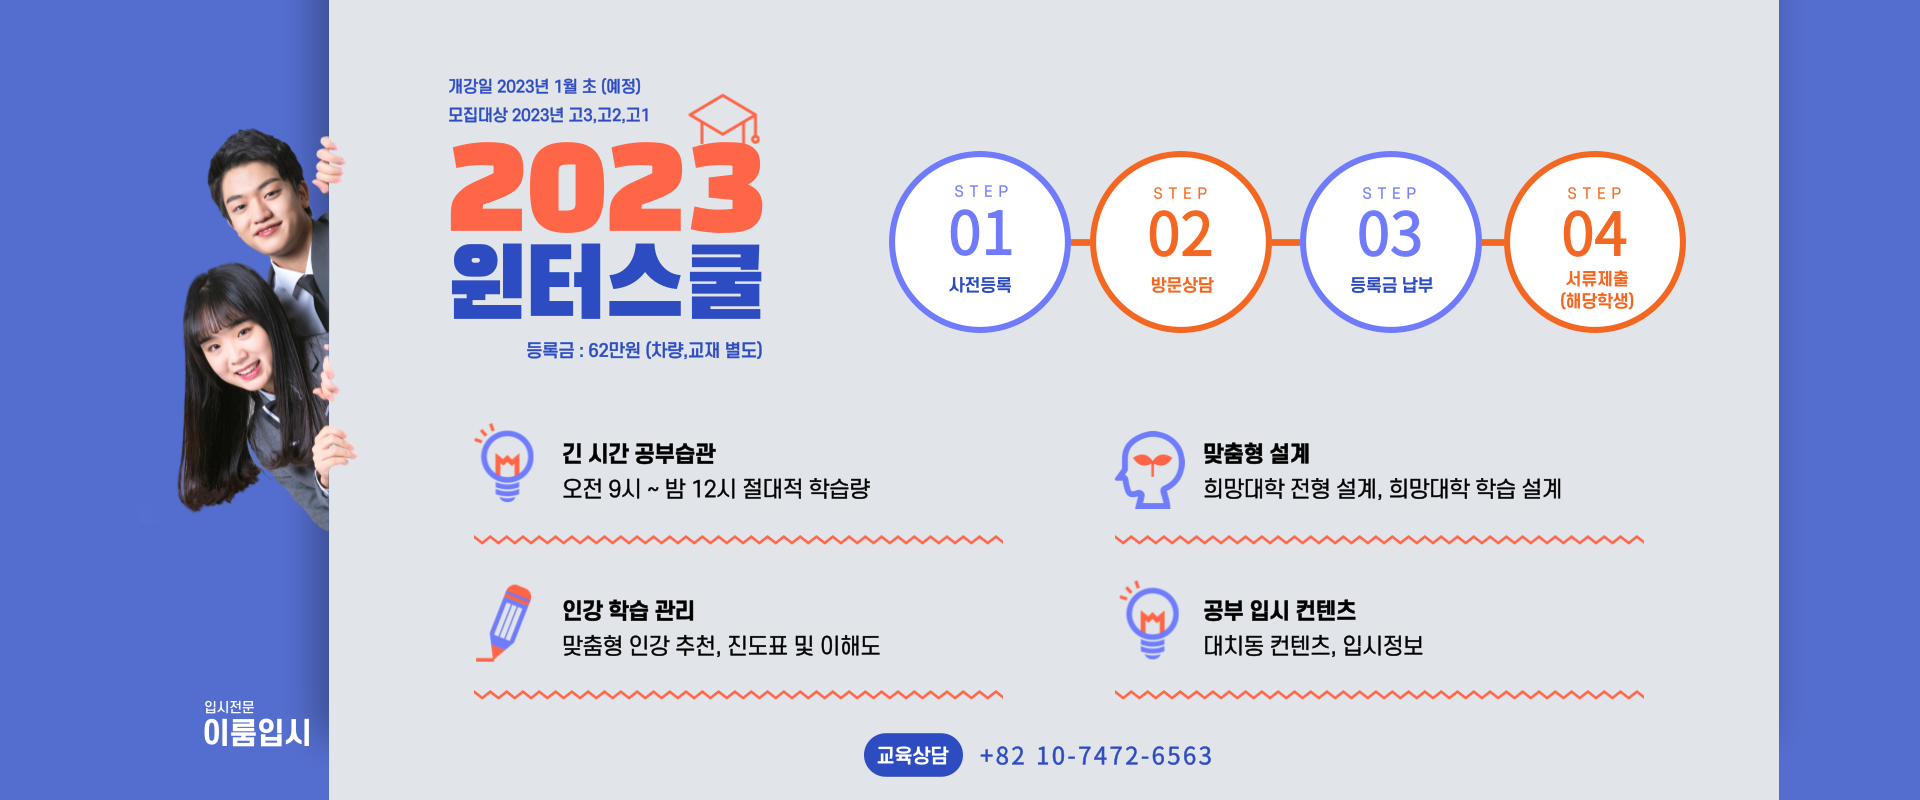 개강일 2023년 1월 초 (예정)
모집대상 2023년 고3,고2,고1
2023
윈터스쿨
등록금 : 62만원 (차량,교재 별도)
STEP
01
사전등록
STEP
02
방문상담
STEP
03
등록금 납부
STEP
04
서류제출
(해당학생)
긴 시간 공부습관
오전 9시 ~ 밤 12시 절대적 학습량
맞춤형 설계
희망대학 전형 설계, 희망대학 학습 설계
인강 학습 관리
맞춤형 인강 추천, 진도표 및 이해도
공부 입시 컨텐츠
대치동 컨텐츠, 입시정보
입시전문
이룸입시
교육상담 +82 10-7472-6563